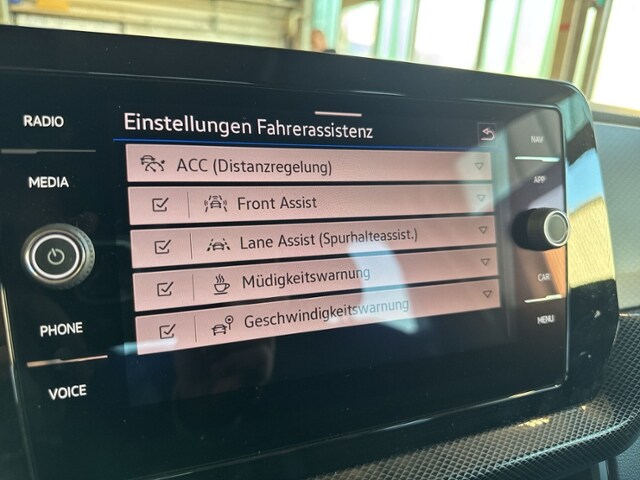 RADIO
MEDIA
PHONE
VOICE
Einstellungen Fahrerassistenz
ACC (Distanzregelung)
Front Assist
Lane Assist (Spurhalteassist.)
Müdigkeitswarnung
Geschwindigkeitswarnung
NAV
APP
CAR
MENU